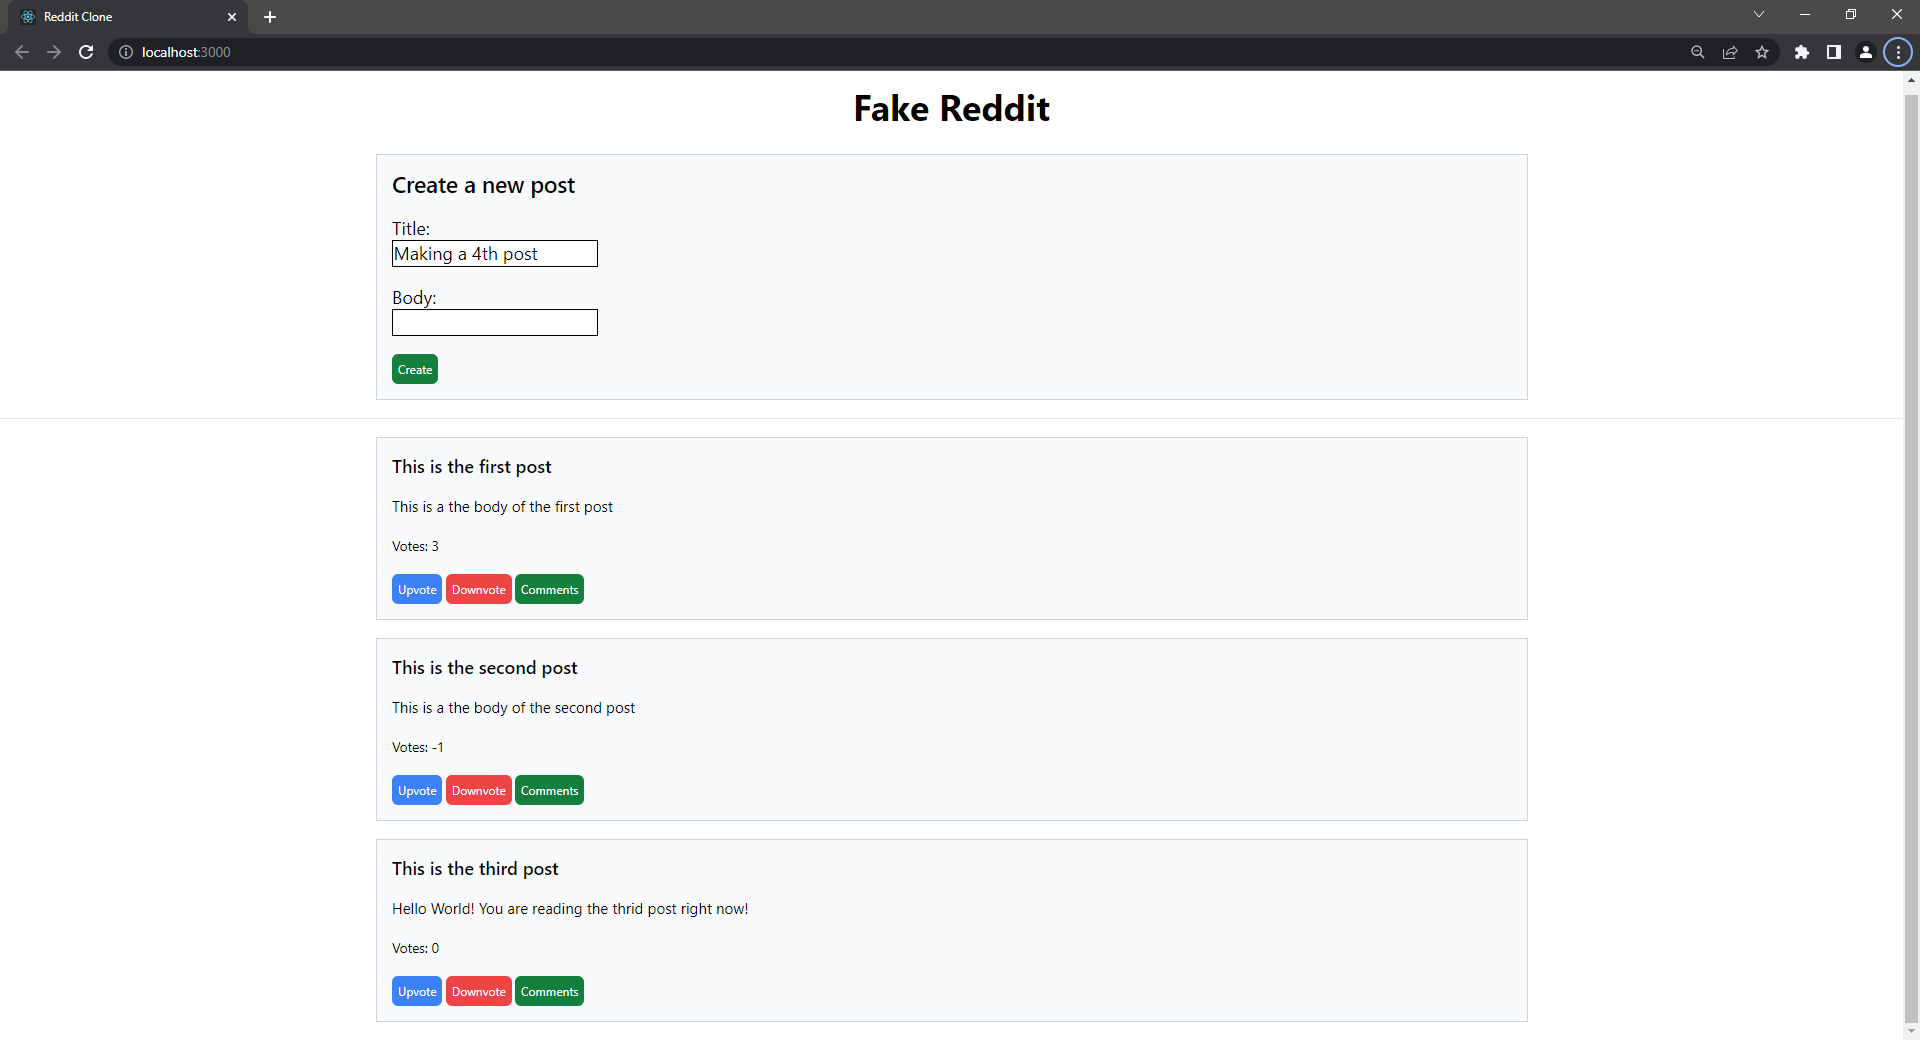 Reddit Clone
localhost:3000
Fake Reddit
Create a new post
Title:
Making a 4th post
Body:
Create
This is the first post
This is a the body of the first post
Votes: 3
Upvote Downvote Comments
This is the second post
This is a the body of the second post
Votes: -1
Upvote Downvote Comments
This is the third post
Hello World! You are reading the thrid post right now!
Votes: 0
Upvote Downvote Comments